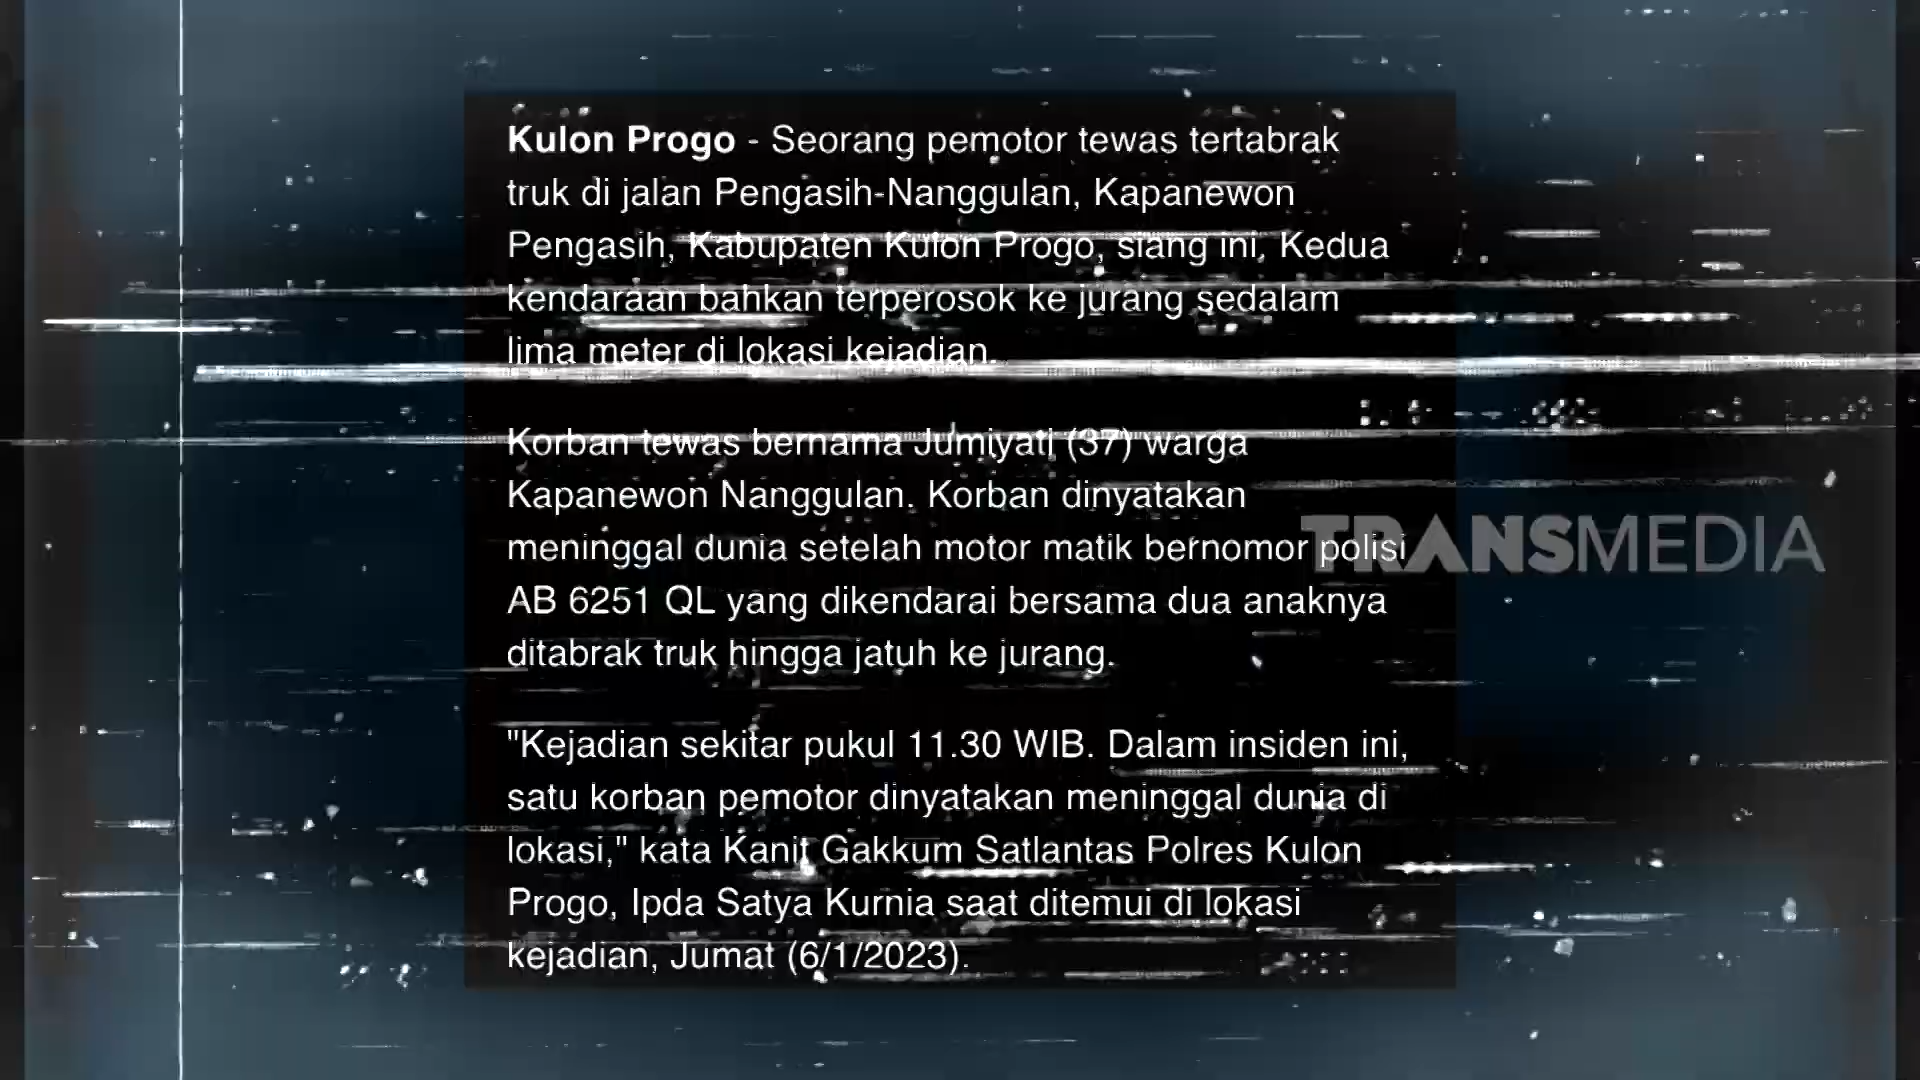 Kulon Progo - Seorang pemotor tewas tertabrak
truk di jalan Pengasih-Nanggulan, Kapanewon
Pengasih, Kabupaten Kulon Progo, siang ini, Kedua
kendaraan bahkan terperosok ke jurang sedalam
lima meter di lokasi kejadian.
Korban tewas bernama Jumiyati (37) warga
Kapanewon Nanggulan. Korban dinyatakan
meninggal dunia setelah motor matik bernomor polisi
AB 6251 QL yang dikendarai bersama dua anaknya
ditabrak truk hingga jatuh ke jurang.
"Kejadian sekitar pukul 11.30 WIB. Dalam insiden ini,
satu korban pemotor dinyatakan meninggal dunia di
lokasi," kata Kanit Gakkum Satlantas Polres Kulon
Progo, Ipda Satya Kurnia saat ditemui di lokasi
kejadian, Jumat (6/1/2023).
TRANSMEDIA